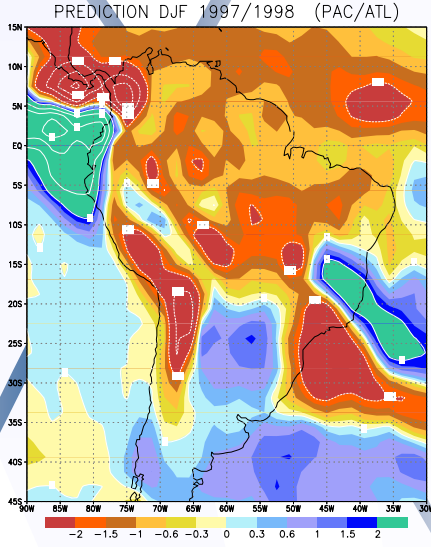 PREDICTION DJF 1997/1998 (PAC/ATL)
15N
10N
5N
EQ
5S
10S
15S
20S
25S
30S
35S
40S
45S
90W 85W 80W 75W 70W 65W 60W 55W 50W 45W 40W 35W 30W
-2 -1.5 -1 -0.6 -0.3 0 0.3 0.6 1 1.5 2